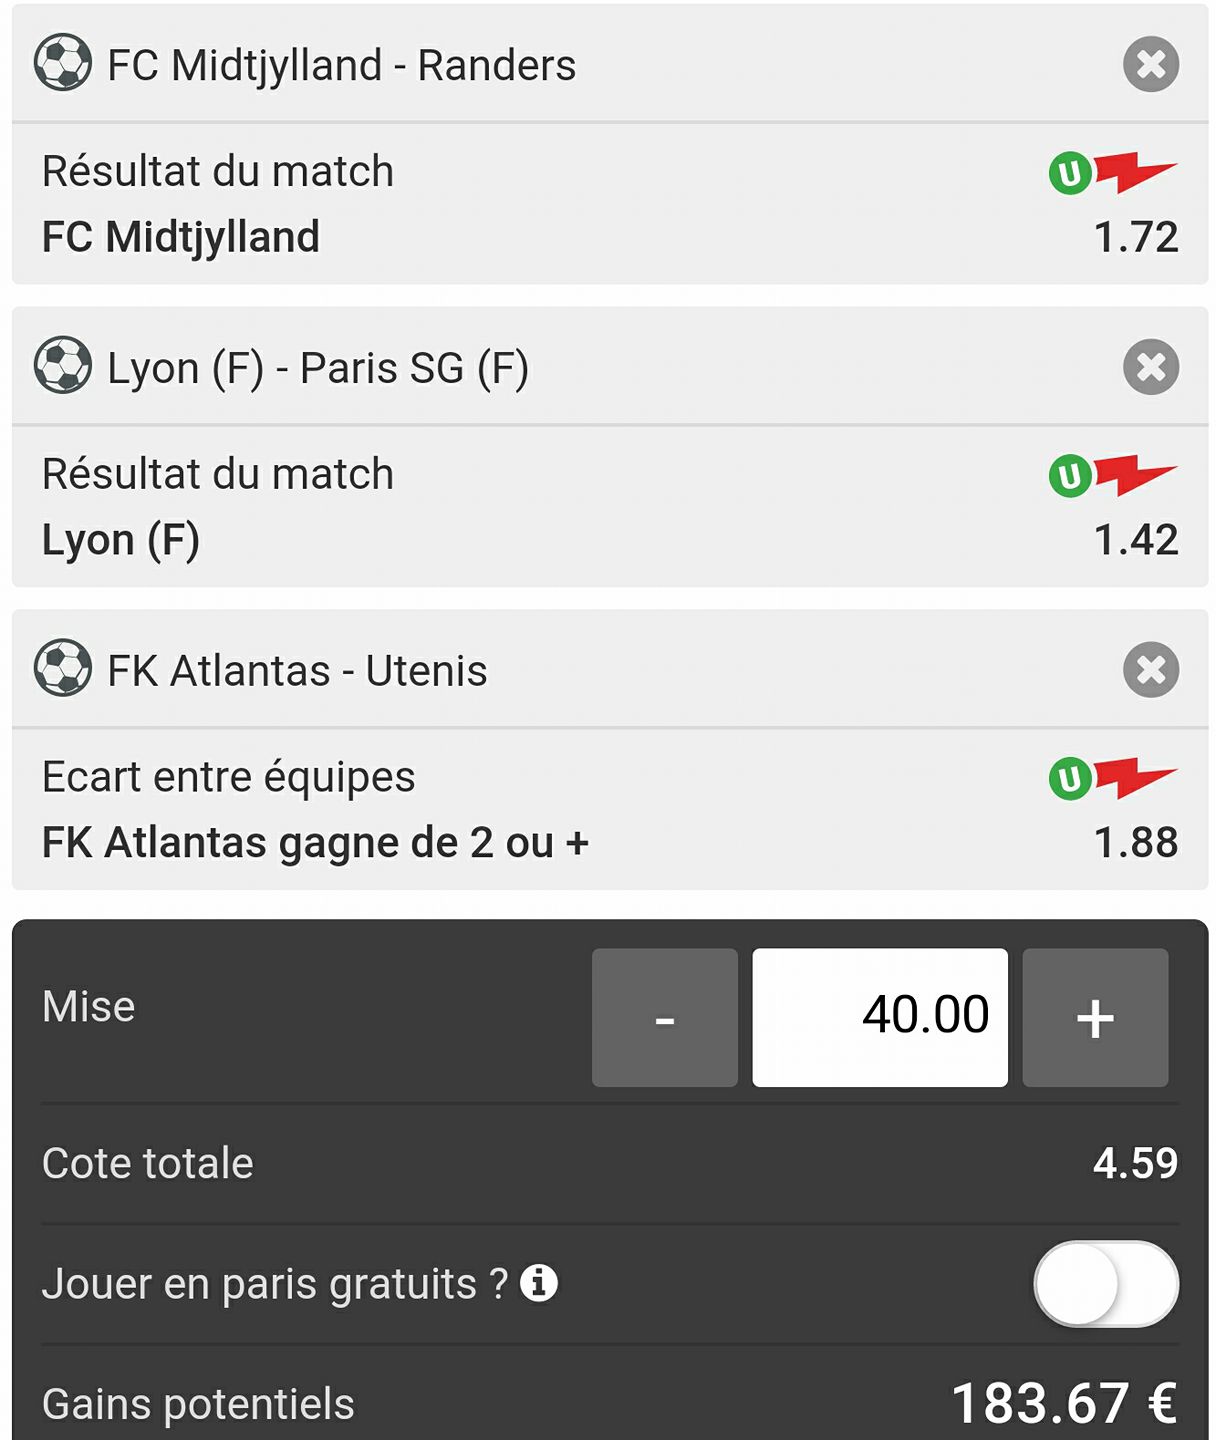 FC Midtjylland - Randers
Résultat du match
U
FC Midtjylland 1.72
Lyon (F) - Paris SG (F)
Résultat du match
U
Lyon (F) 1.42
FK Atlantas - Utenis
Ecart entre équipes
U
FK Atlantas gagne de 2 ou + 1.88
Mise - 40.00 +
Cote totale 4.59
Jouer en paris gratuits ? i
Gains potentiels 183.67 €